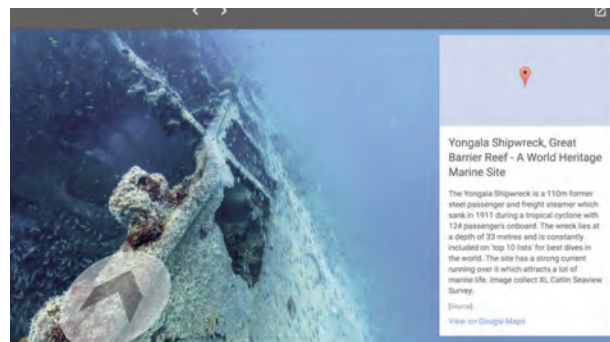 Yongala Shipwreck, Great
Barrier Reef - A World Heritage
Marine Site
The Yongala Shipwreck is a 110m former
steel passenger and freight steamer which
sank in 1911 during a tropical cyclone with
124 passengers onboard. The wreck lies at
a depth of 33 metres and is constantly
included on 'top 10 lists' for best dives in
the world. The site has a strong current
running over it which attracts a lot of
marine life. Image collect XL Catlin Seaview
Survey.
[Source]
View on Google Maps